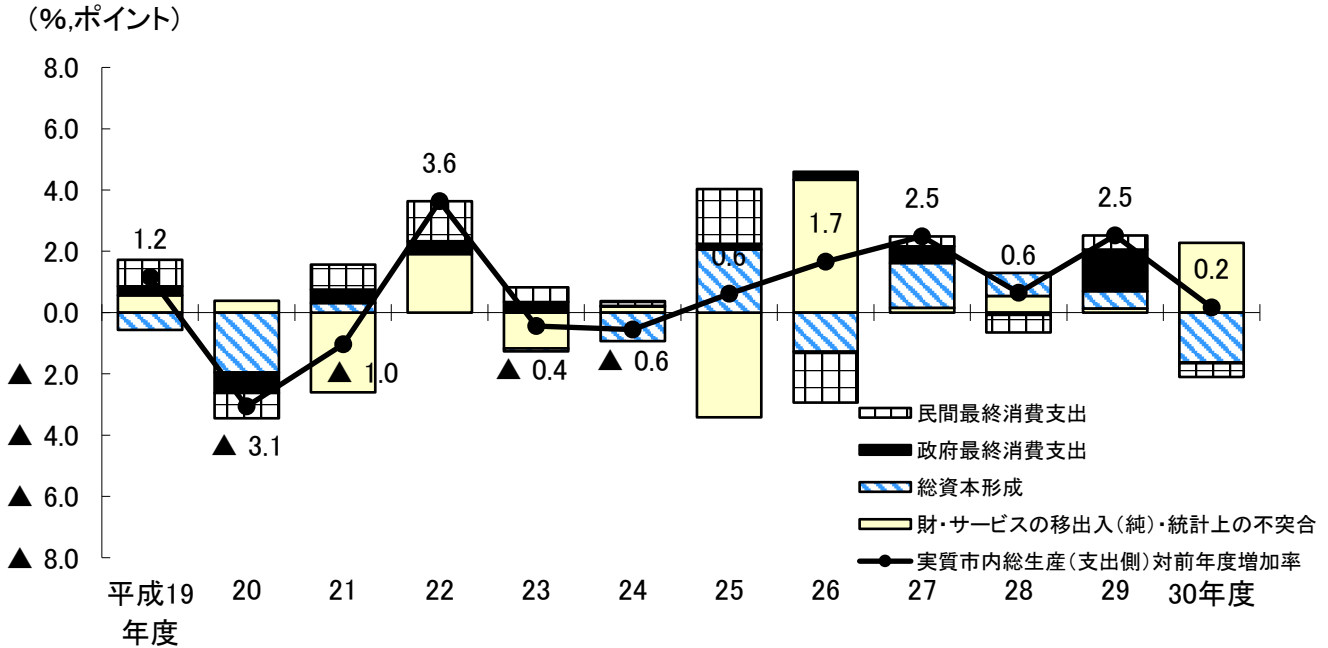 （％,ポイント）
8.0
6.0
4.0
2.0
0.0
▲ 2.0
▲ 4.0
▲ 6.0
▲ 8.0
1.2
▲ 3.1
▲ 1.0
3.6
▲ 0.4
▲ 0.6
0.6
1.7
2.5
0.6
2.5
0.2
民間最終消費支出
政府最終消費支出
総資本形成
財・サービスの移出入（純）・統計上の不突合
実質市内総生産（支出側）対前年度増加率
平成19 20 21 22 23 24 25 26 27 28 29 30年度
年度